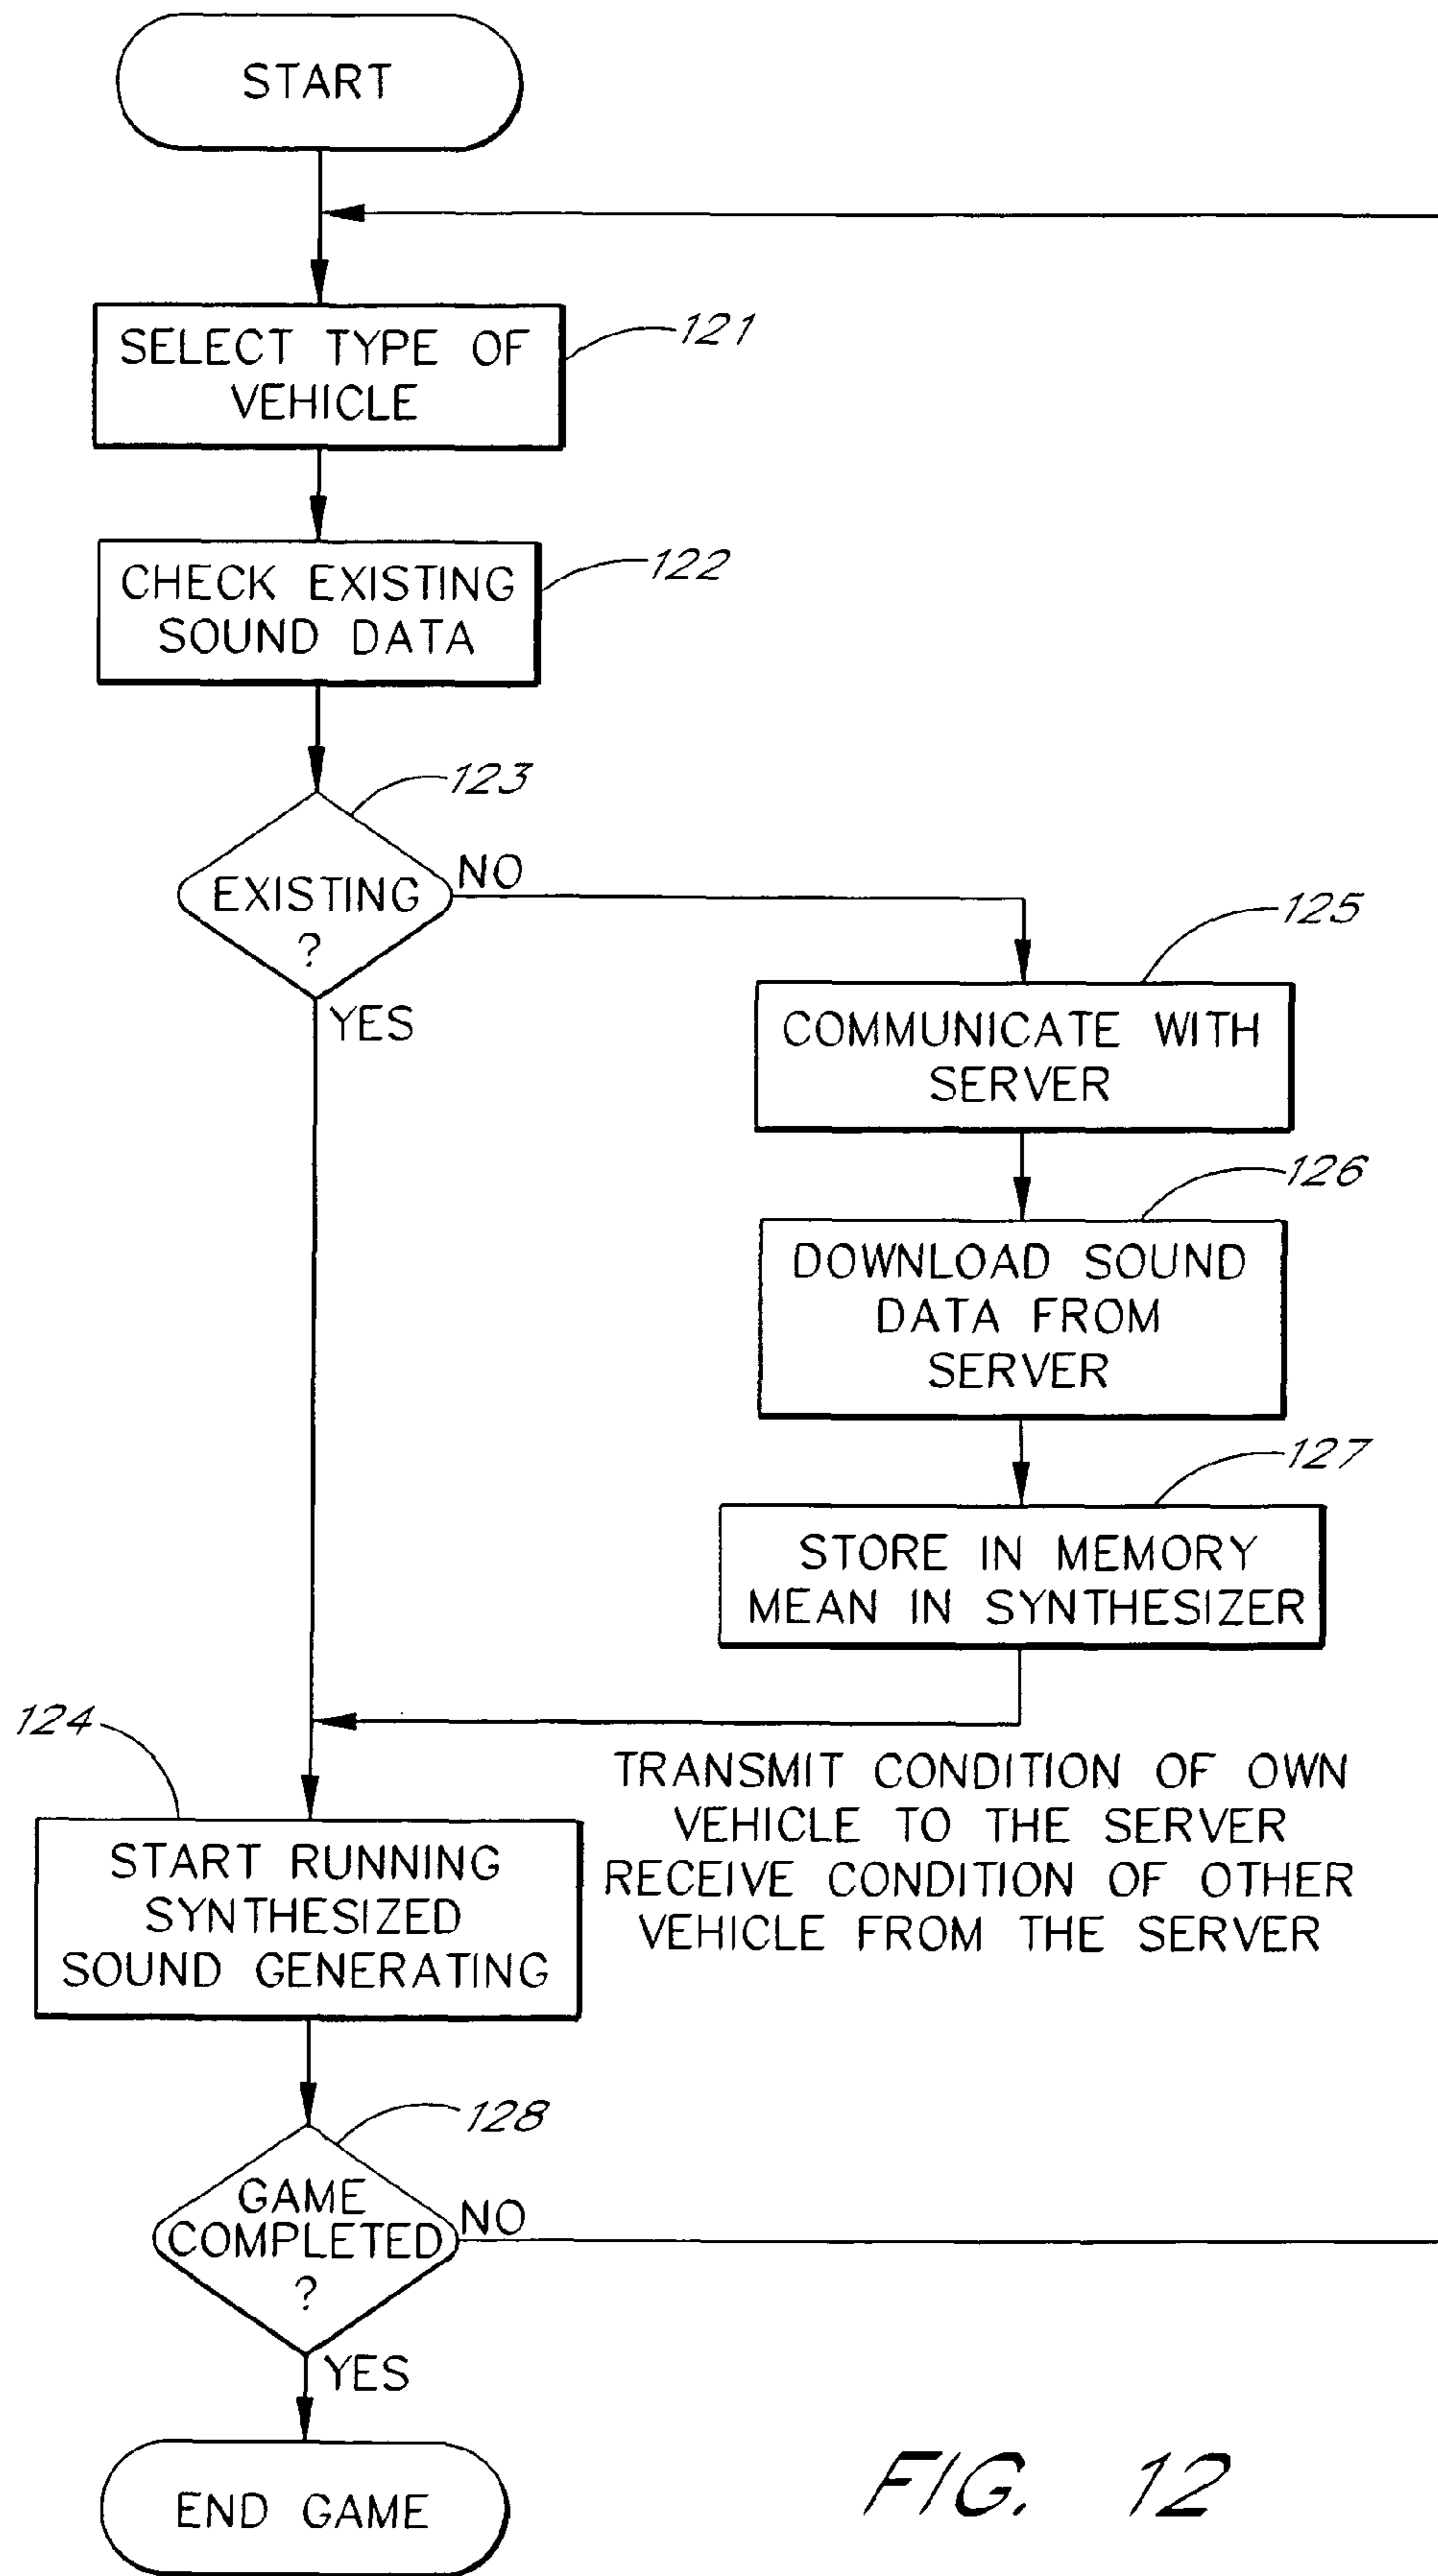 START
SELECT TYPE OF
VEHICLE
121
CHECK EXISTING
SOUND DATA
122
123
EXISTING
?
NO
YES
125
COMMUNICATE WITH
SERVER
126
DOWNLOAD SOUND
DATA FROM
SERVER
127
STORE IN MEMORY
MEAN IN SYNTHESIZER
124
START RUNNING
SYNTHESIZED
SOUND GENERATING
TRANSMIT CONDITION OF OWN
VEHICLE TO THE SERVER
RECEIVE CONDITION OF OTHER
VEHICLE FROM THE SERVER
128
GAME
COMPLETED
?
NO
YES
END GAME
FIG. 12